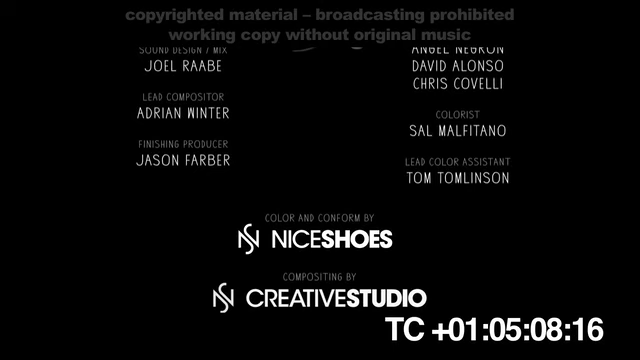 copyrighted material – broadcasting prohibited
working copy without original music
SOUND DESIGN / MIX
JOEL RAABE
LEAD COMPOSITOR
ADRIAN WINTER
FINISHING PRODUCER
JASON FARBER
ANGEL NEGRON
DAVID ALONSO
CHRIS COVELLI
COLORIST
SAL MALFITANO
LEAD COLOR ASSISTANT
TOM TOMLINSON
COLOR AND CONFORM BY
NICESHOES
COMPOSITING BY
CREATIVESTUDIO
TC +01:05:08:16